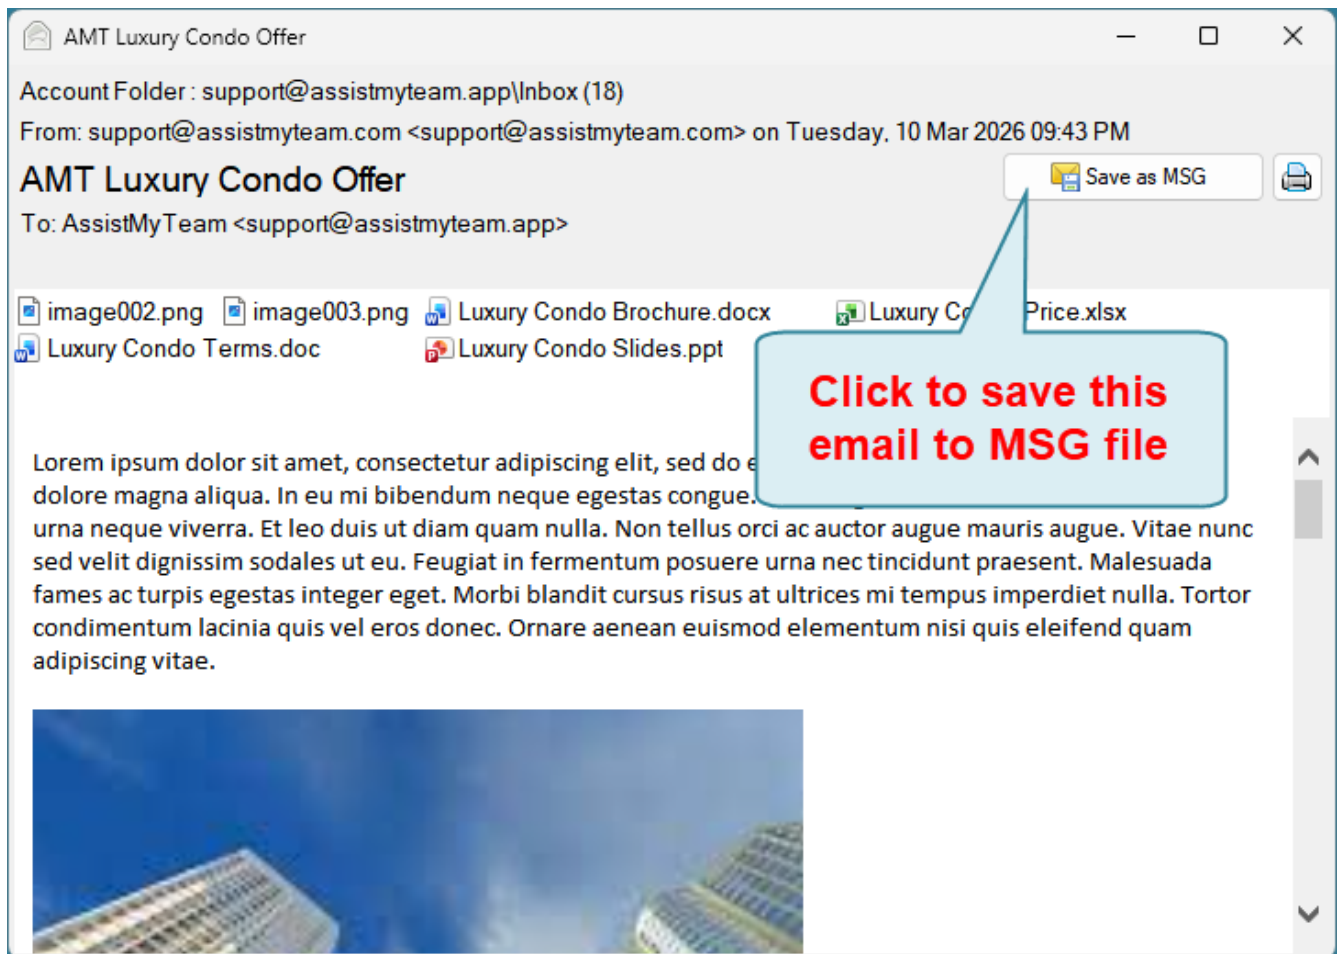 AMT Luxury Condo Offer
Account Folder : support@assistmyteam.app\Inbox (18)
From: support@assistmyteam.com <support@assistmyteam.com> on Tuesday, 10 Mar 2026 09:43 PM
AMT Luxury Condo Offer
Save as MSG
To: AssistMyTeam <support@assistmyteam.app>
image002.png image003.png Luxury Condo Brochure.docx Luxury Price.xlsx
Luxury Condo Terms.doc Luxury Condo Slides.ppt
Click to save this
email to MSG file
Lorem ipsum dolor sit amet, consectetur adipiscing elit, sed do
dolore magna aliqua. In eu mi bibendum neque egestas congue.
urna neque viverra. Et leo duis ut diam quam nulla. Non tellus orci ac auctor augue mauris augue. Vitae nunc
sed velit dignissim sodales ut eu. Feugiat in fermentum posuere urna nec tincidunt praesent. Malesuada
fames ac turpis egestas integer eget. Morbi blandit cursus risus at ultrices mi tempus imperdiet nulla. Tortor
condimentum lacinia quis vel eros donec. Ornare aenean euismod elementum nisi quis eleifend quam
adipiscing vitae.